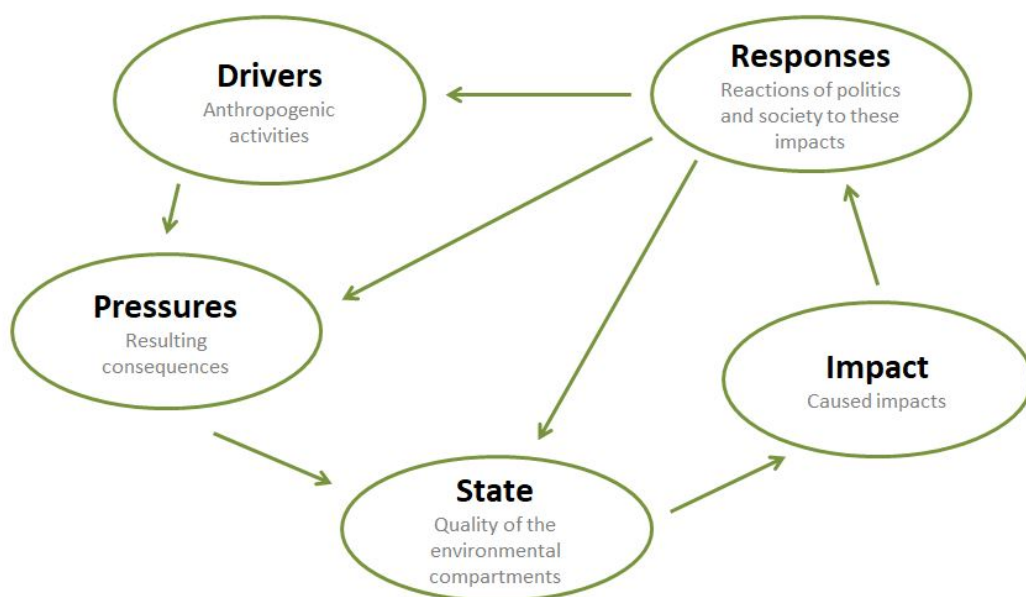 Drivers
Anthropogenic
activities
Responses
Reactions of politics
and society to these
impacts
Pressures
Resulting
consequences
Impact
Caused impacts
State
Quality of the
environmental
compartments